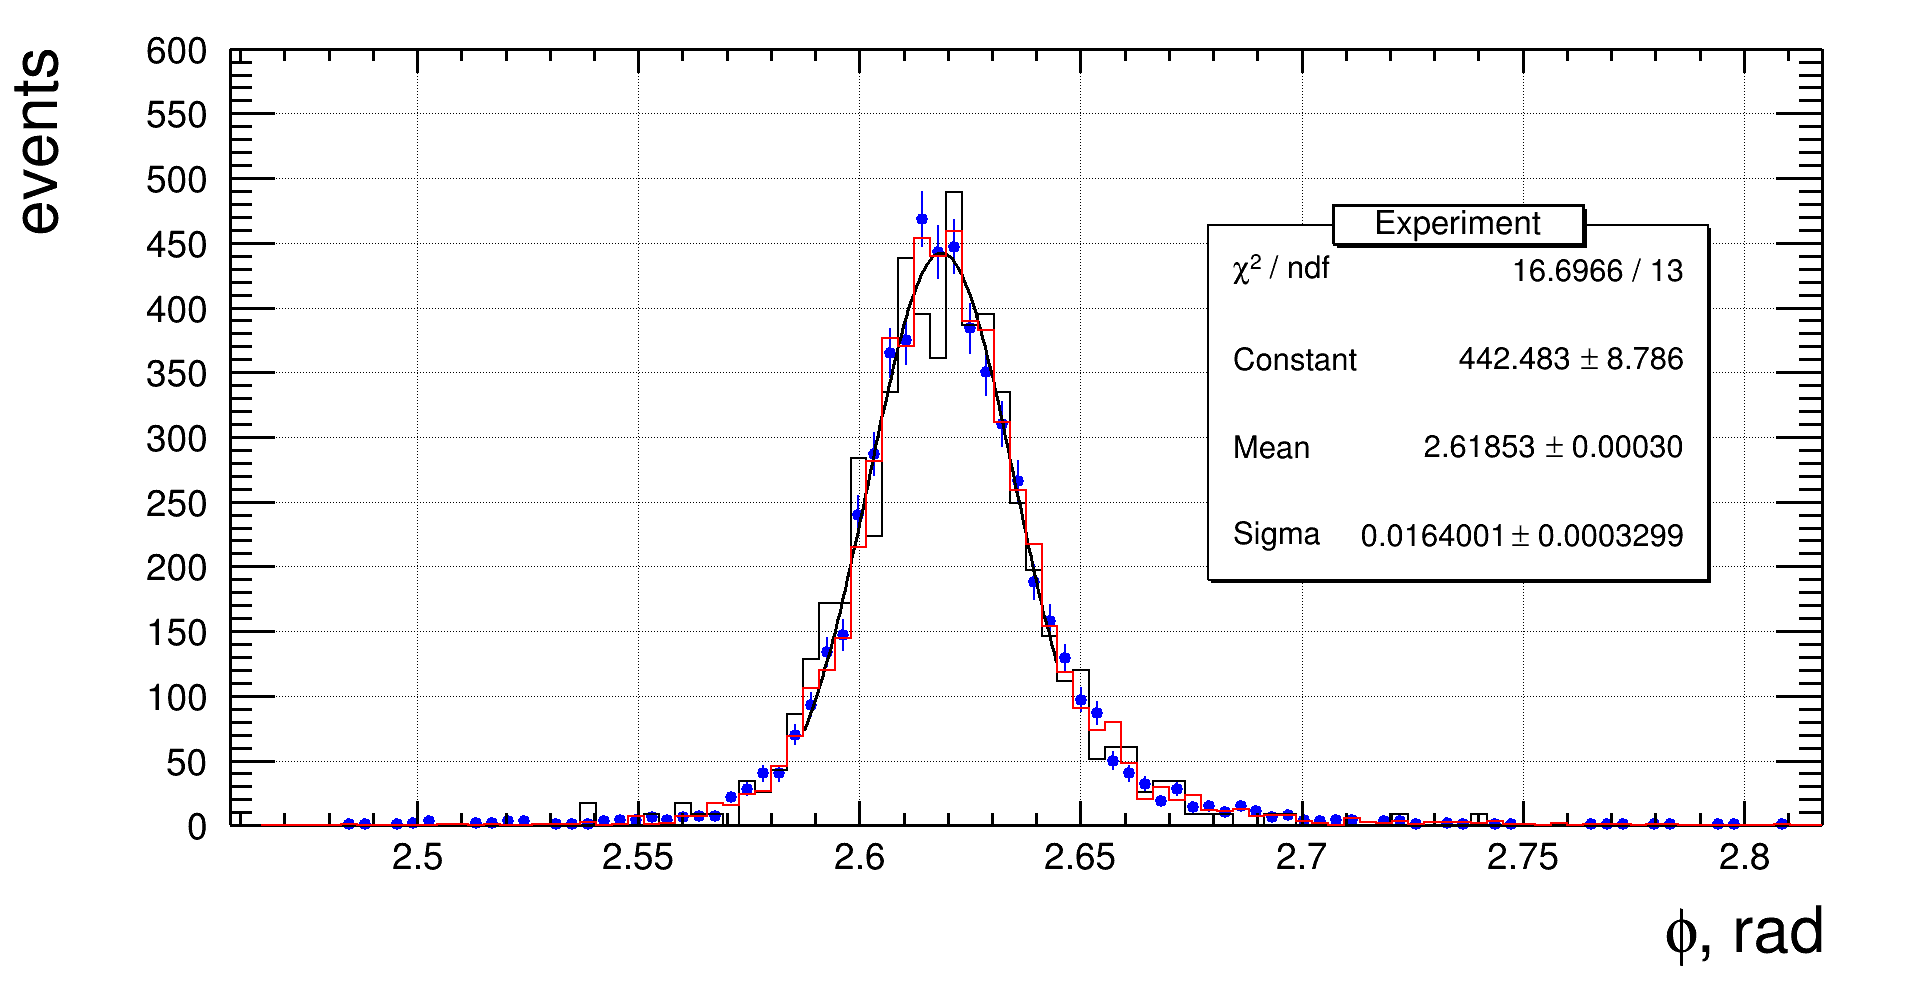 events
600
550
500
450
400
350
300
250
200
150
100
50
0
Experiment
χ² / ndf 16.6966 / 13
Constant 442.483 ± 8.786
Mean 2.61853 ± 0.00030
Sigma 0.0164001 ± 0.0003299
2.5 2.55 2.6 2.65 2.7 2.75 2.8
ϕ, rad